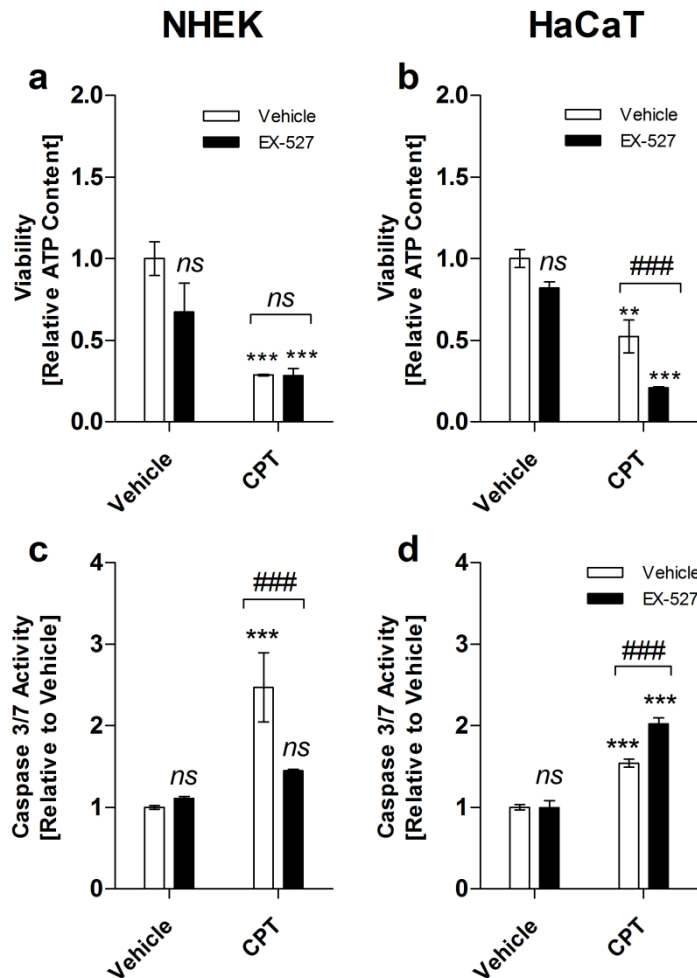 NHEK
HaCaT
a
Viability
[Relative ATP Content]
2.0
1.5
1.0
0.5
0.0
Vehicle
EX-527
ns
ns
*** ***
Vehicle
CPT
b
Viability
[Relative ATP Content]
2.0
1.5
1.0
0.5
0.0
Vehicle
EX-527
ns
###
**
***
Vehicle
CPT
c
Caspase 3/7 Activity
[Relative to Vehicle]
4
3
2
1
0
ns
###
***
ns
Vehicle
CPT
d
Caspase 3/7 Activity
[Relative to Vehicle]
4
3
2
1
0
Vehicle
EX-527
ns
###
***
***
Vehicle
CPT